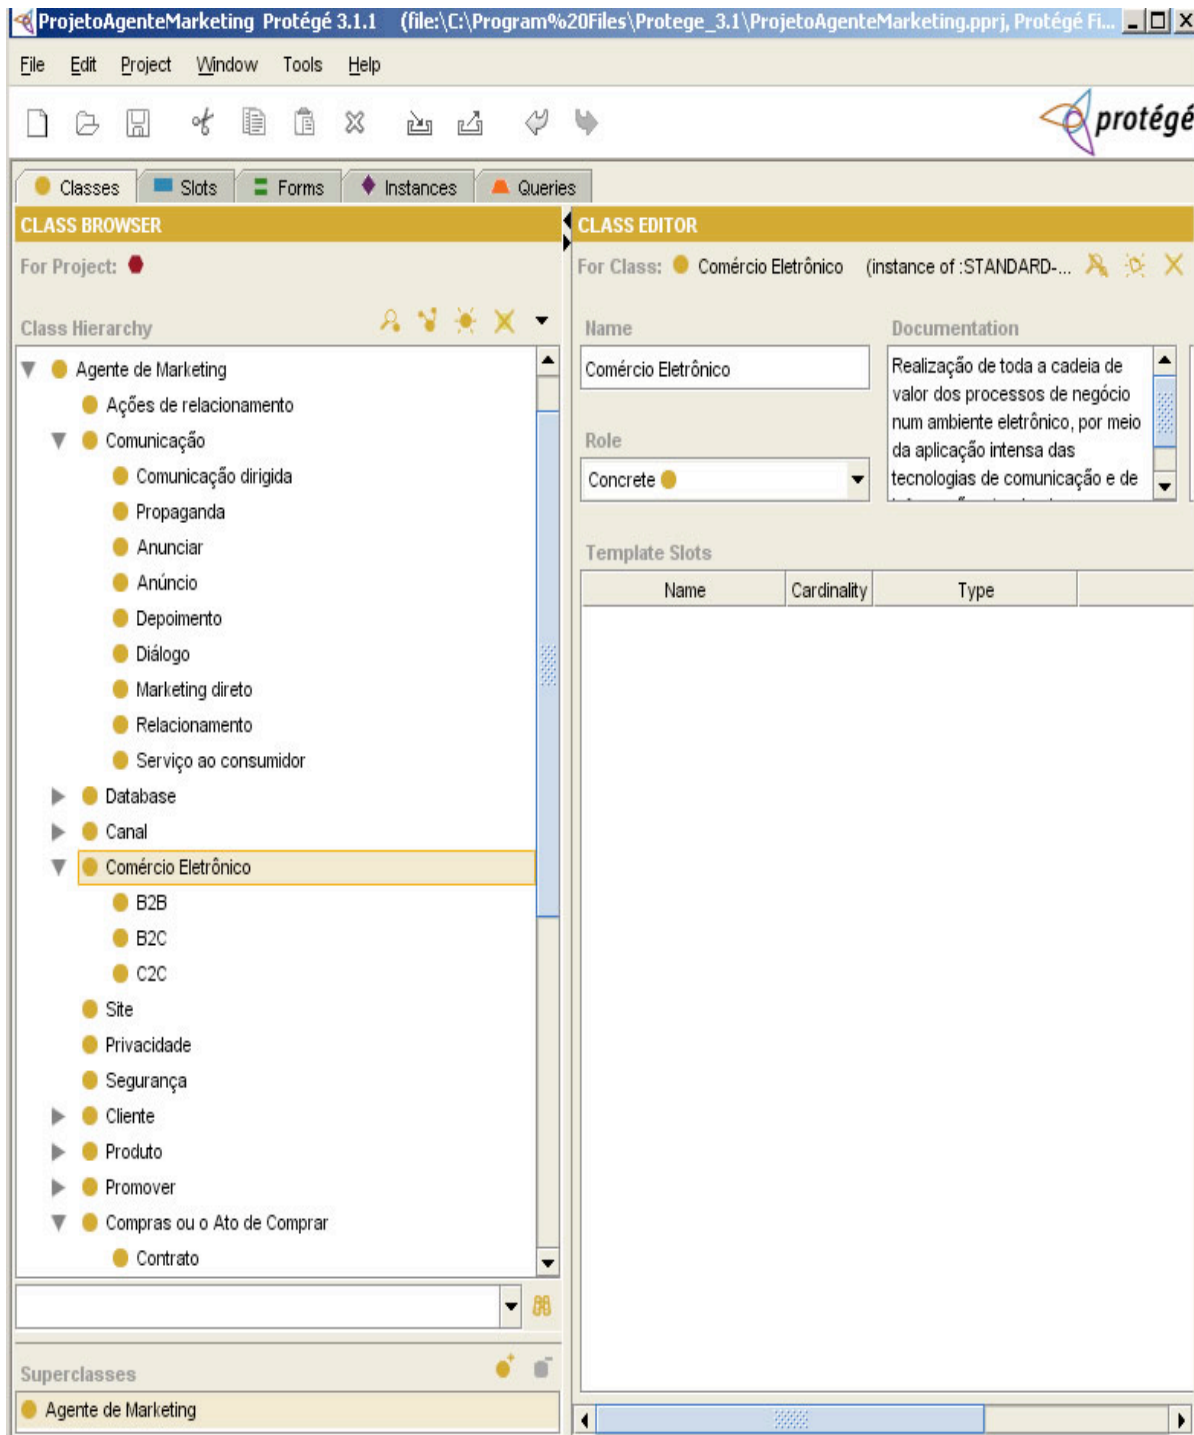 ProjetoAgenteMarketing Protégé 3.1.1 (file:\C:\Program%20Files\Protege_3.1\ProjetoAgenteMarketing.pprj, Protégé Fi...
File Edit Project Window Tools Help
protégé
Classes Slots Forms Instances Queries
CLASS BROWSER
For Project:
Class Hierarchy
Agente de Marketing
Ações de relacionamento
Comunicação
Comunicação dirigida
Propaganda
Anunciar
Anúncio
Depoimento
Diálogo
Marketing direto
Relacionamento
Serviço ao consumidor
Database
Canal
Comércio Eletrônico
B2B
B2C
C2C
Site
Privacidade
Segurança
Cliente
Produto
Promover
Compras ou o Ato de Comprar
Contrato
Superclasses
Agente de Marketing
CLASS EDITOR
For Class: Comércio Eletrônico (instance of :STANDARD-...
Name
Comércio Eletrônico
Role
Concrete
Documentation
Realização de toda a cadeia de
valor dos processos de negócio
num ambiente eletrônico, por meio
da aplicação intensa das
tecnologias de comunicação e de
Template Slots
Name Cardinality Type